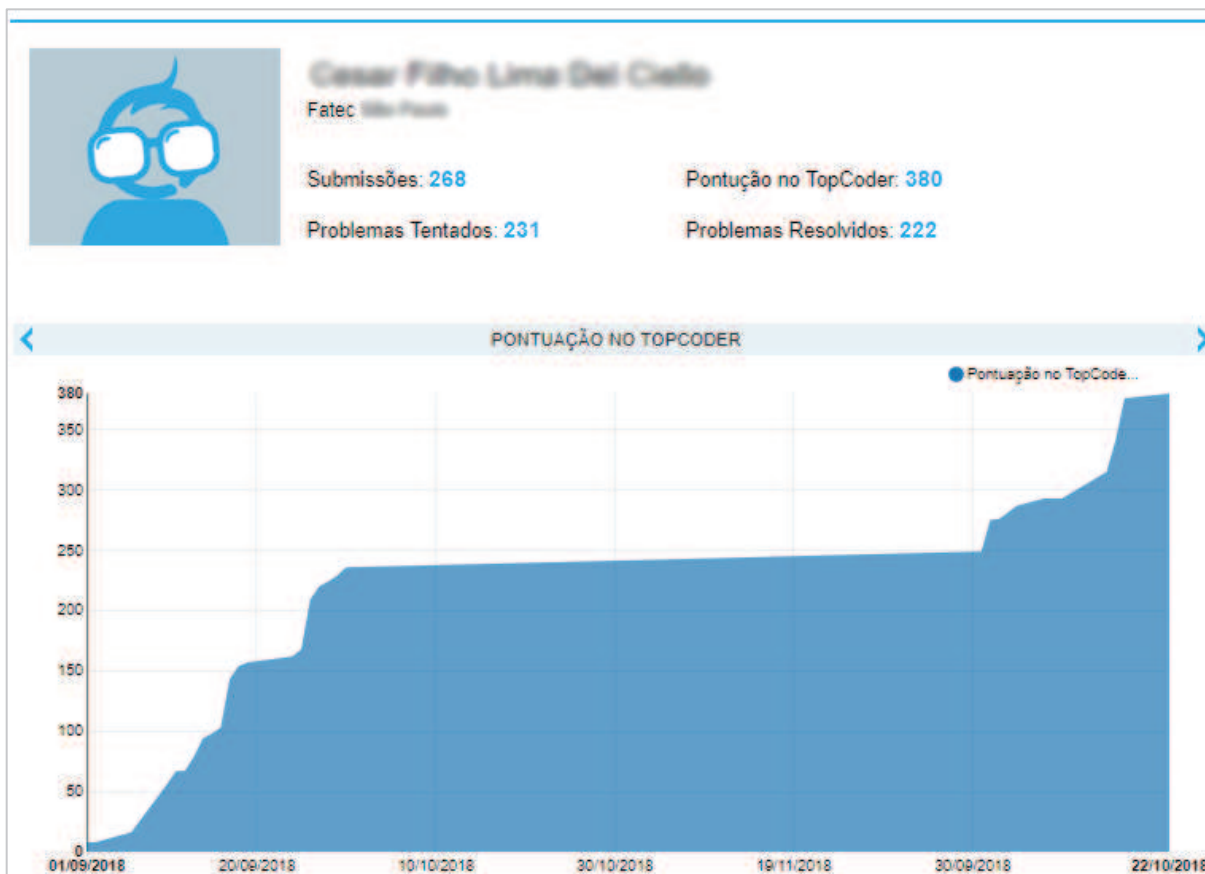 Fatec
Submissões: 268 Pontução no TopCoder: 380
Problemas Tentados: 231 Problemas Resolvidos: 222
PONTUAÇÃO NO TOPCODER
Pontuação no TopCode...
380
350
300
250
200
150
100
50
0
01/09/2018 20/09/2018 10/10/2018 30/10/2018 19/11/2018 30/09/2018 22/10/2018